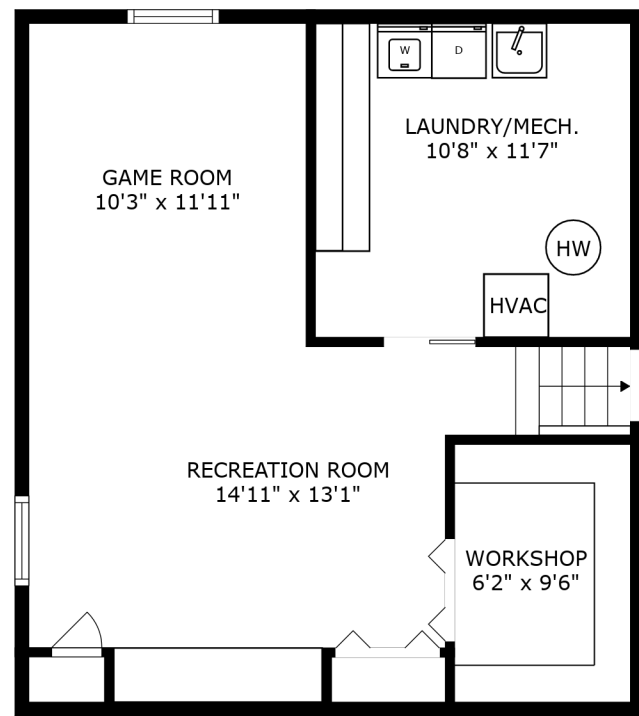 W
D
LAUNDRY/MECH.
10'8" x 11'7"
GAME ROOM
10'3" x 11'11"
HW
HVAC
RECREATION ROOM
14'11" x 13'1"
WORKSHOP
6'2" x 9'6"